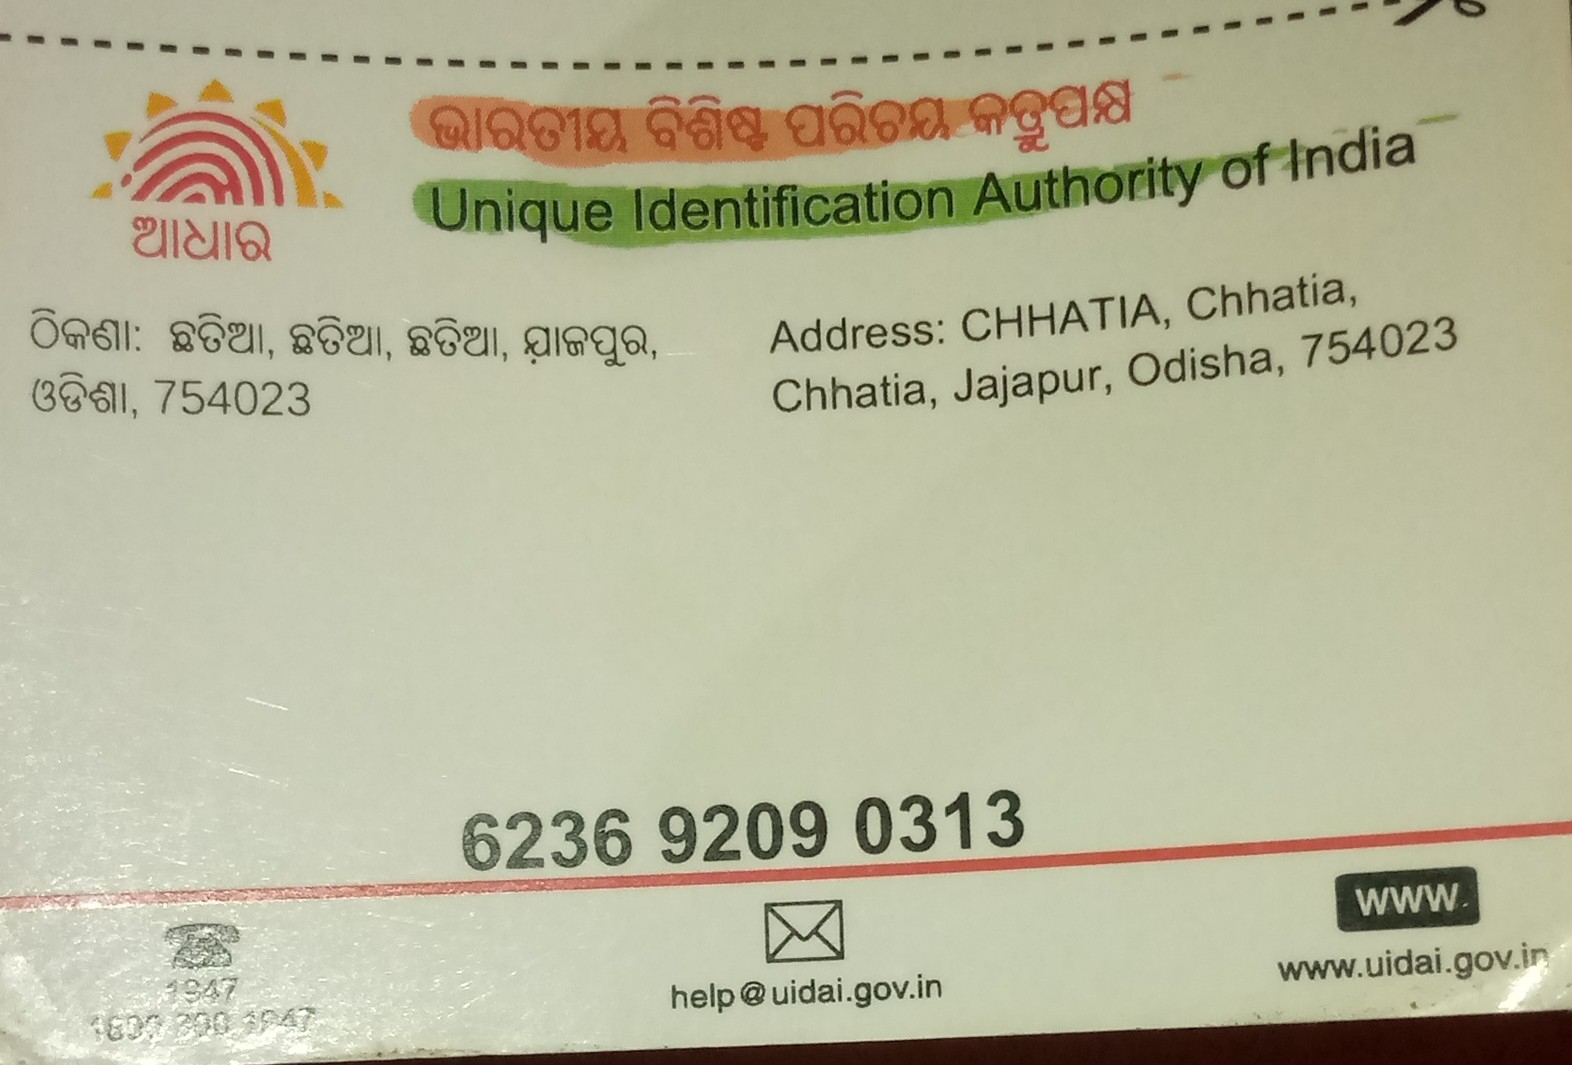 ଭାରତୀୟ ବିଶିଷ୍ଟ ପରିଚୟ କର୍ତ୍ତୃପକ୍ଷ
Unique Identification Authority of India
ଆଧାର
ଠିକଣା: ଛତିଆ, ଛତିଆ, ଛତିଆ, ଯାଜପୁର,
ଓଡିଶା, 754023
Address: CHHATIA, Chhatia,
Chhatia, Jajapur, Odisha, 754023
6236 9209 0313
1947
1800 300 1947
help@uidai.gov.in
www.
www.uidai.gov.in